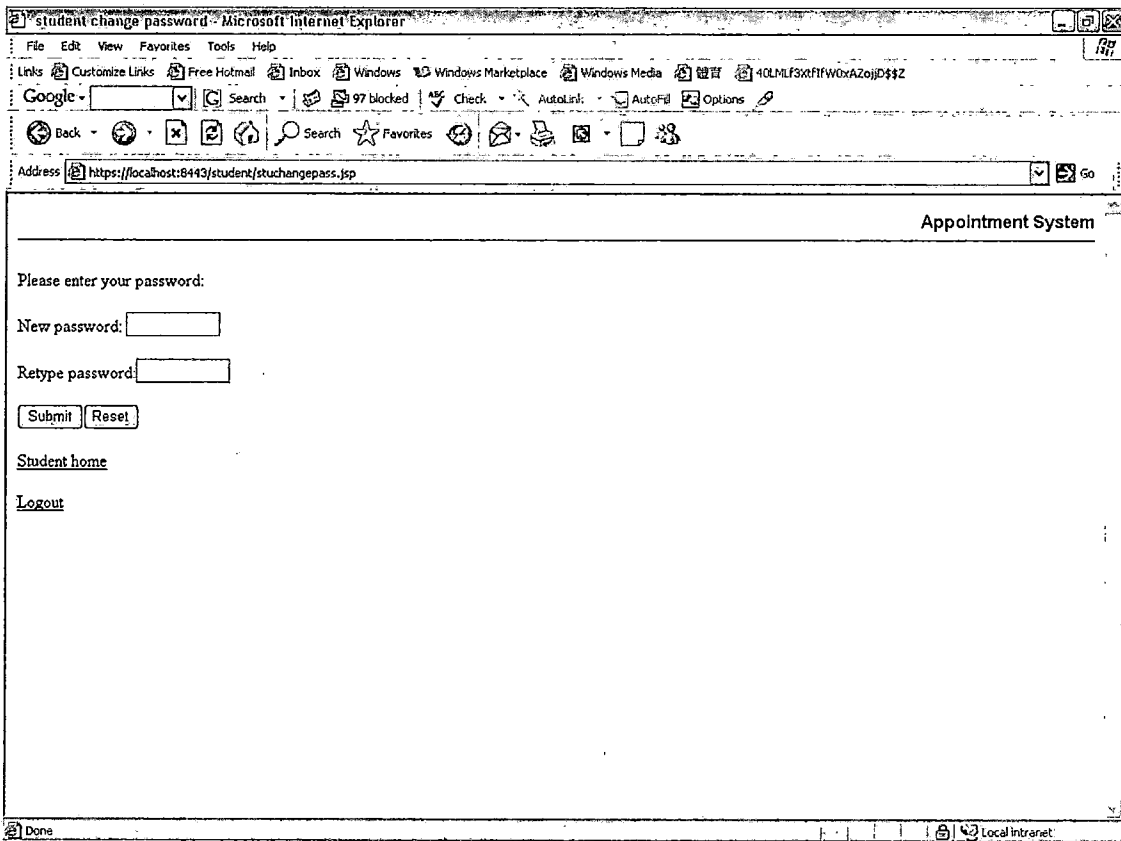 student change password - Microsoft Internet Explorer
File Edit View Favorites Tools Help
Links Customize Links Free Hotmail Inbox Windows Windows Marketplace Windows Media 體育
Google Search 97 blocked Check AutoLink AutoFill Options
Back Search Favorites
Address https://localhost:8443/student/stuchangepass.jsp Go
Appointment System
Please enter your password:
New password:
Retype password:
Submit Reset
Student home
Logout
Done Local intranet